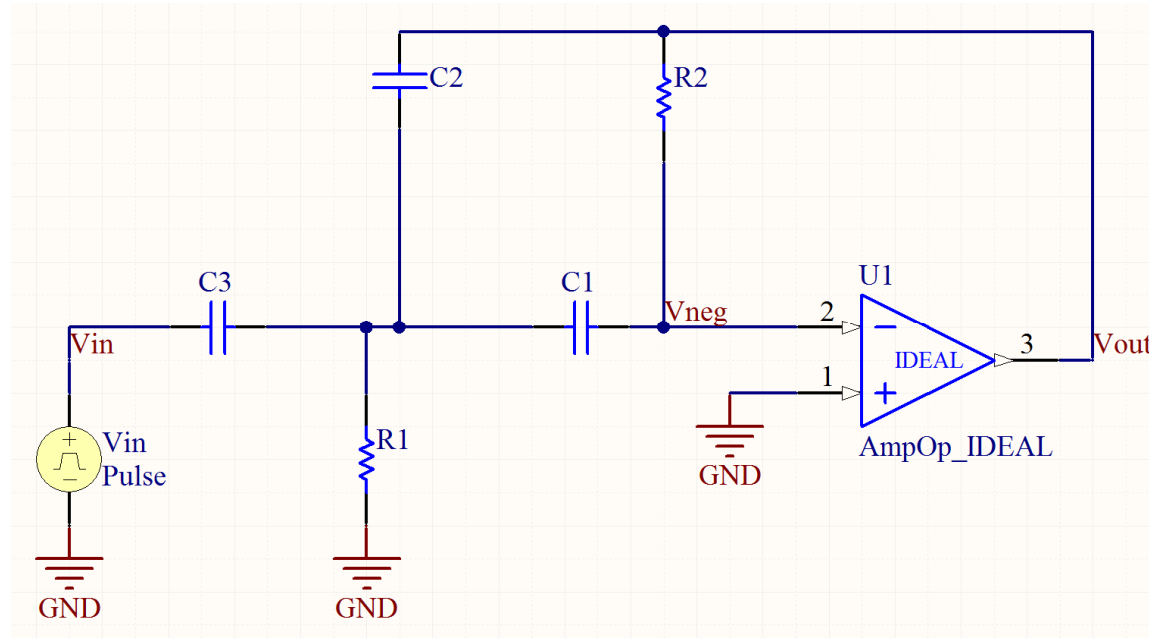 C2
R2
C3
C1
Vneg
U1
2
Vin
IDEAL
3
Vout
1
R1
Vin
Pulse
AmpOp_IDEAL
GND
GND
GND